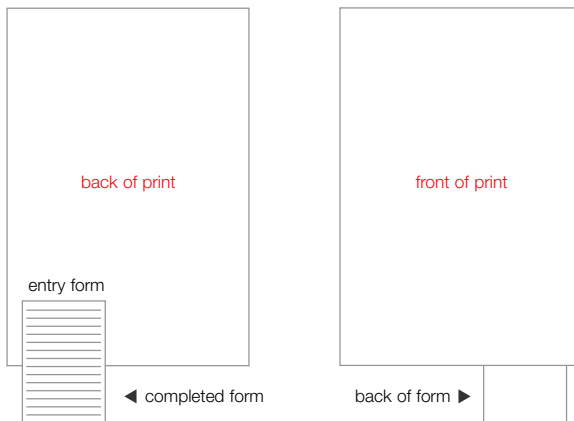 back of print
front of print
entry form
◀ completed form
back of form ▶